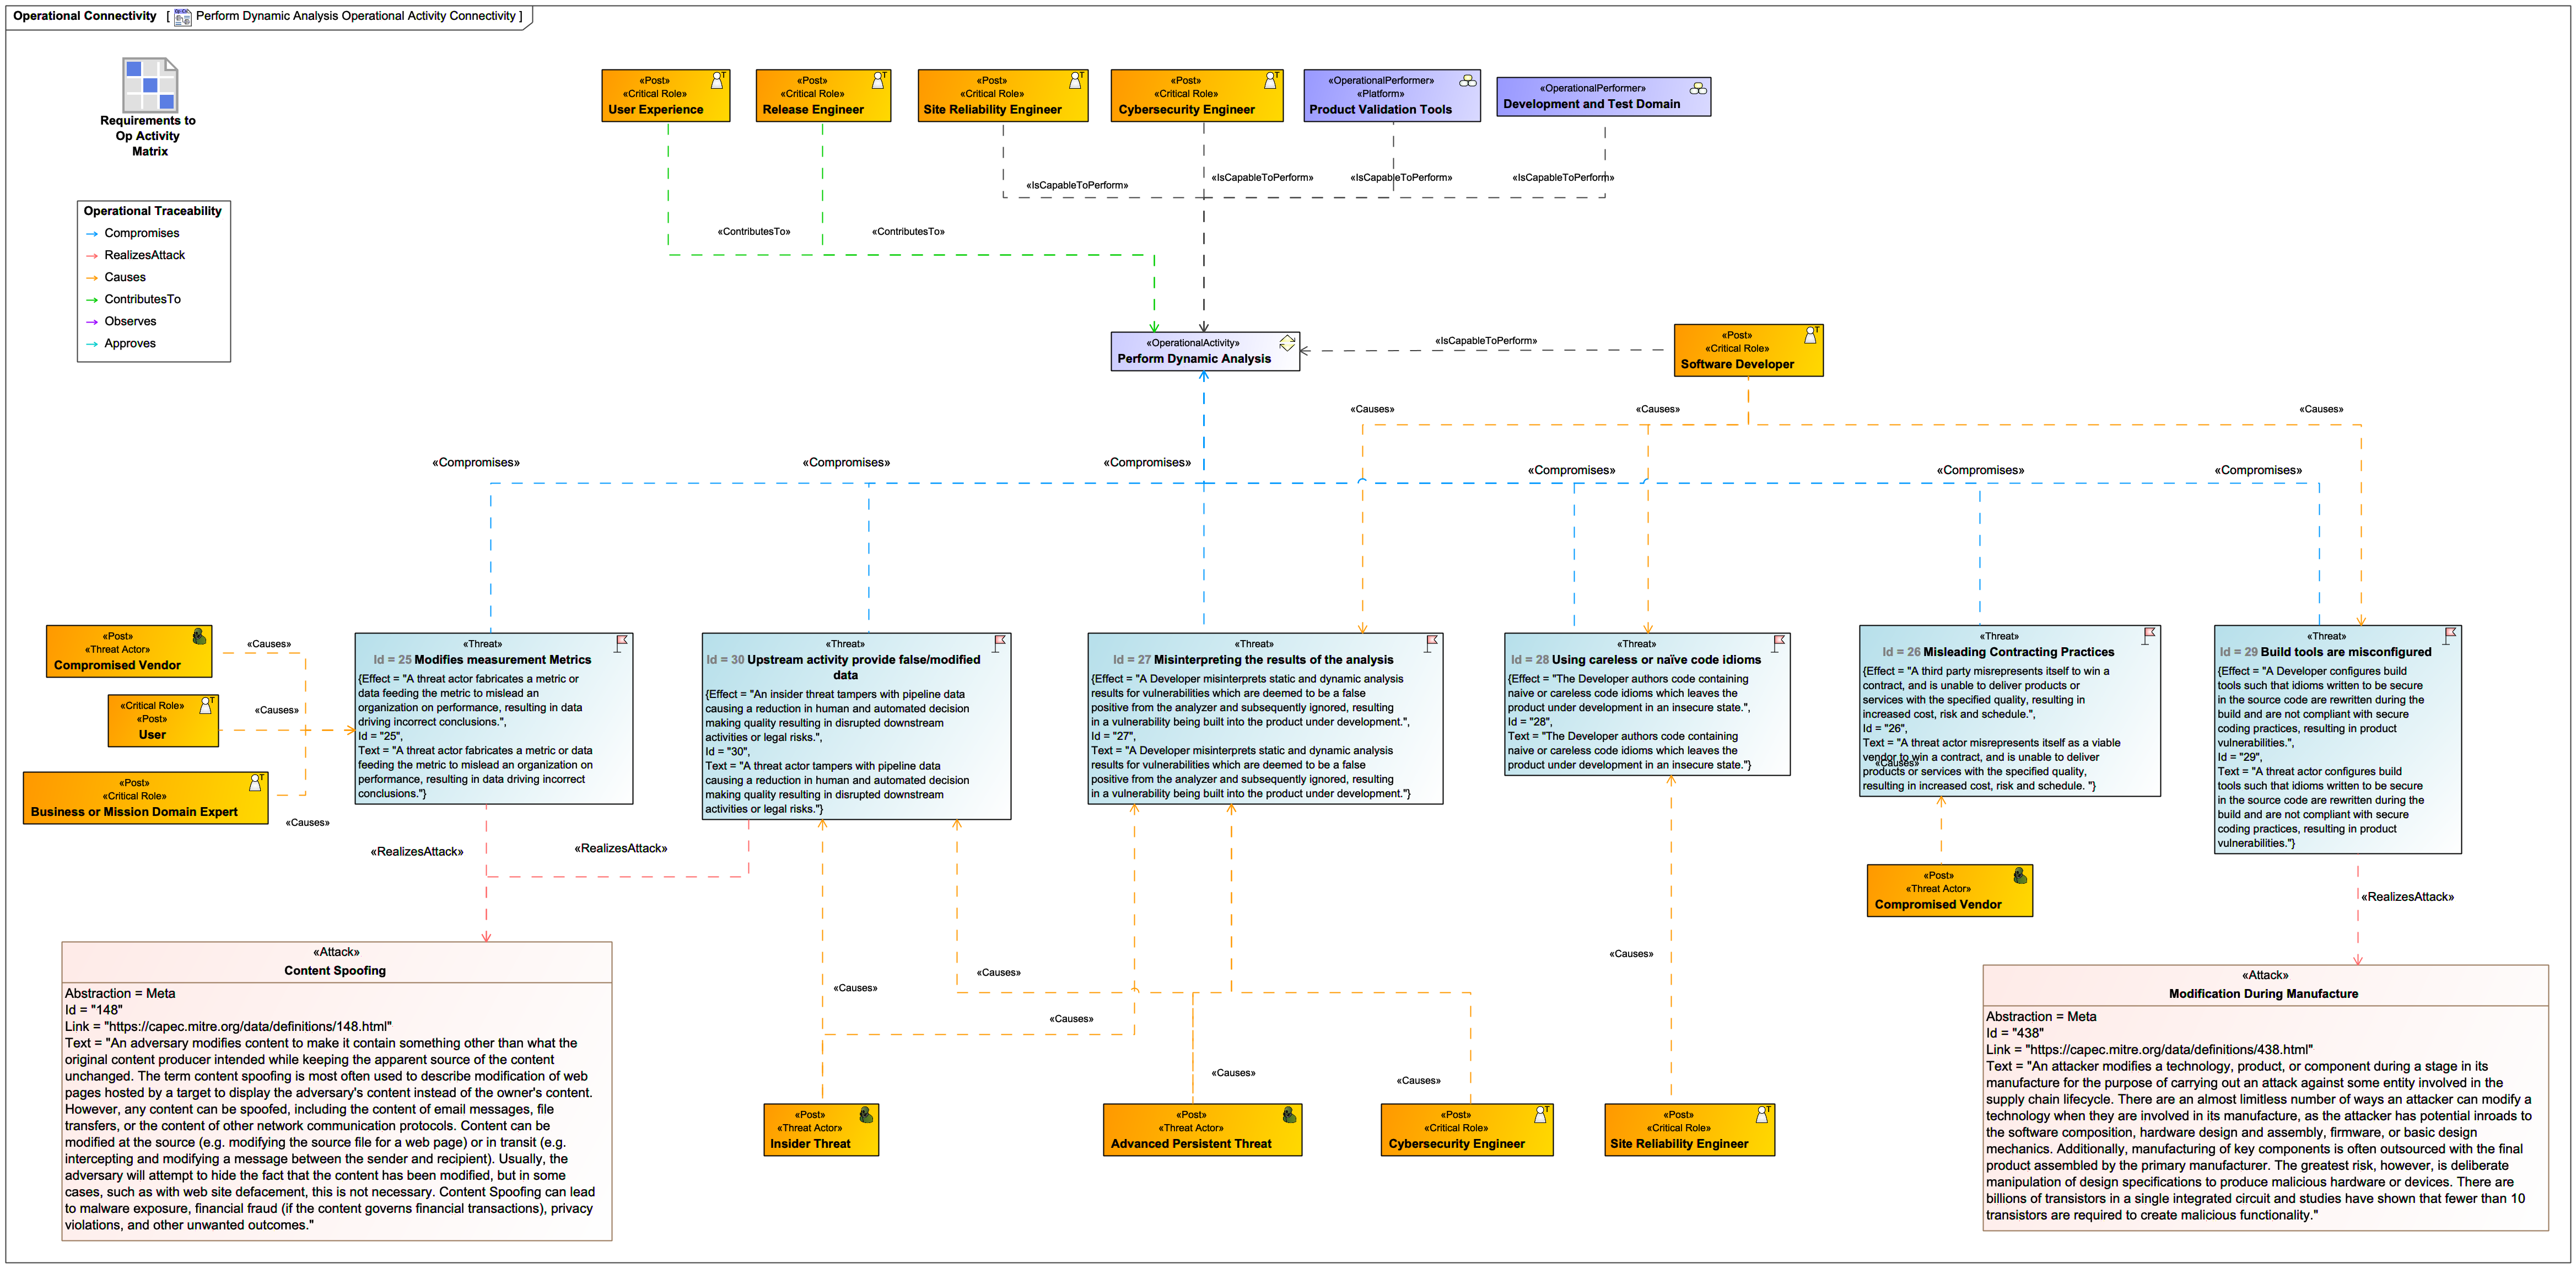 Operational Connectivity [ Perform Dynamic Analysis Operational Activity Connectivity ]
Requirements to
Op Activity
Matrix
Operational Traceability
Compromises
RealizesAttack
Causes
ContributesTo
Observes
Approves
«Post»
«Critical Role»
User Experience
«Post»
«Critical Role»
Release Engineer
«Post»
«Critical Role»
Site Reliability Engineer
«Post»
«Critical Role»
Cybersecurity Engineer
«OperationalPerformer»
«Platform»
Product Validation Tools
«OperationalPerformer»
Development and Test Domain
«IsCapableToPerform»
«IsCapableToPerform»
«IsCapableToPerform»
«IsCapableToPerform»
«ContributesTo»
«ContributesTo»
«OperationalActivity»
Perform Dynamic Analysis
«IsCapableToPerform»
«Post»
«Critical Role»
Software Developer
«Causes»
«Causes»
«Causes»
«Compromises»
«Compromises»
«Compromises»
«Compromises»
«Compromises»
«Compromises»
«Post»
«Threat Actor»
Compromised Vendor
«Causes»
«Critical Role»
«Post»
User
«Causes»
«Post»
«Critical Role»
Business or Mission Domain Expert
«Causes»
«Threat»
Id = 25 Modifies measurement Metrics
{Effect = "A threat actor fabricates a metric or
data feeding the metric to mislead an
organization on performance, resulting in data
driving incorrect conclusions.",
Id = "25",
Text = "A threat actor fabricates a metric or data
feeding the metric to mislead an organization on
performance, resulting in data driving incorrect
conclusions."}
«Threat»
Id = 30 Upstream activity provide false/modified
data
{Effect = "An insider threat tampers with pipeline data
causing a reduction in human and automated decision
making quality resulting in disrupted downstream
activities or legal risks.",
Id = "30",
Text = "A threat actor tampers with pipeline data
causing a reduction in human and automated decision
making quality resulting in disrupted downstream
activities or legal risks."}
«Threat»
Id = 27 Misinterpreting the results of the analysis
{Effect = "A Developer misinterprets static and dynamic analysis
results for vulnerabilities which are deemed to be a false
positive from the analyzer and subsequently ignored, resulting
in a vulnerability being built into the product under development.",
Id = "27",
Text = "A Developer misinterprets static and dynamic analysis
results for vulnerabilities which are deemed to be a false
positive from the analyzer and subsequently ignored, resulting
in a vulnerability being built into the product under development."}
«Threat»
Id = 28 Using careless or naïve code idioms
{Effect = "The Developer authors code containing
naive or careless code idioms which leaves the
product under development in an insecure state.",
Id = "28",
Text = "The Developer authors code containing
naive or careless code idioms which leaves the
product under development in an insecure state."}
«Threat»
Id = 26 Misleading Contracting Practices
{Effect = "A third party misrepresents itself to win a
contract, and is unable to deliver products or
services with the specified quality, resulting in
increased cost, risk and schedule.",
Id = "26",
Text = "A threat actor misrepresents itself as a viable
vendor to win a contract, and is unable to deliver
products or services with the specified quality,
resulting in increased cost, risk and schedule. "}
«Causes»
«Threat»
Id = 29 Build tools are misconfigured
{Effect = "A Developer configures build
tools such that idioms written to be secure
in the source code are rewritten during the
build and are not compliant with secure
coding practices, resulting in product
vulnerabilities.",
Id = "29",
Text = "A threat actor configures build
tools such that idioms written to be secure
in the source code are rewritten during the
build and are not compliant with secure
coding practices, resulting in product
vulnerabilities."}
«RealizesAttack»
«RealizesAttack»
«Post»
«Threat Actor»
Compromised Vendor
«RealizesAttack»
«Causes»
«Causes»
«Causes»
«Causes»
«Causes»
«Causes»
«Attack»
Content Spoofing
Abstraction = Meta
Id = "148"
Link = "https://capec.mitre.org/data/definitions/148.html"
Text = "An adversary modifies content to make it contain something other than what the
original content producer intended while keeping the apparent source of the content
unchanged. The term content spoofing is most often used to describe modification of web
pages hosted by a target to display the adversary's content instead of the owner's content.
However, any content can be spoofed, including the content of email messages, file
transfers, or the content of other network communication protocols. Content can be
modified at the source (e.g. modifying the source file for a web page) or in transit (e.g.
intercepting and modifying a message between the sender and recipient). Usually, the
adversary will attempt to hide the fact that the content has been modified, but in some
cases, such as with web site defacement, this is not necessary. Content Spoofing can lead
to malware exposure, financial fraud (if the content governs financial transactions), privacy
violations, and other unwanted outcomes."
«Post»
«Threat Actor»
Insider Threat
«Post»
«Threat Actor»
Advanced Persistent Threat
«Post»
«Critical Role»
Cybersecurity Engineer
«Post»
«Critical Role»
Site Reliability Engineer
«Attack»
Modification During Manufacture
Abstraction = Meta
Id = "438"
Link = "https://capec.mitre.org/data/definitions/438.html"
Text = "An attacker modifies a technology, product, or component during a stage in its
manufacture for the purpose of carrying out an attack against some entity involved in the
supply chain lifecycle. There are an almost limitless number of ways an attacker can modify a
technology when they are involved in its manufacture, as the attacker has potential inroads to
the software composition, hardware design and assembly, firmware, or basic design
mechanics. Additionally, manufacturing of key components is often outsourced with the final
product assembled by the primary manufacturer. The greatest risk, however, is deliberate
manipulation of design specifications to produce malicious hardware or devices. There are
billions of transistors in a single integrated circuit and studies have shown that fewer than 10
transistors are required to create malicious functionality."